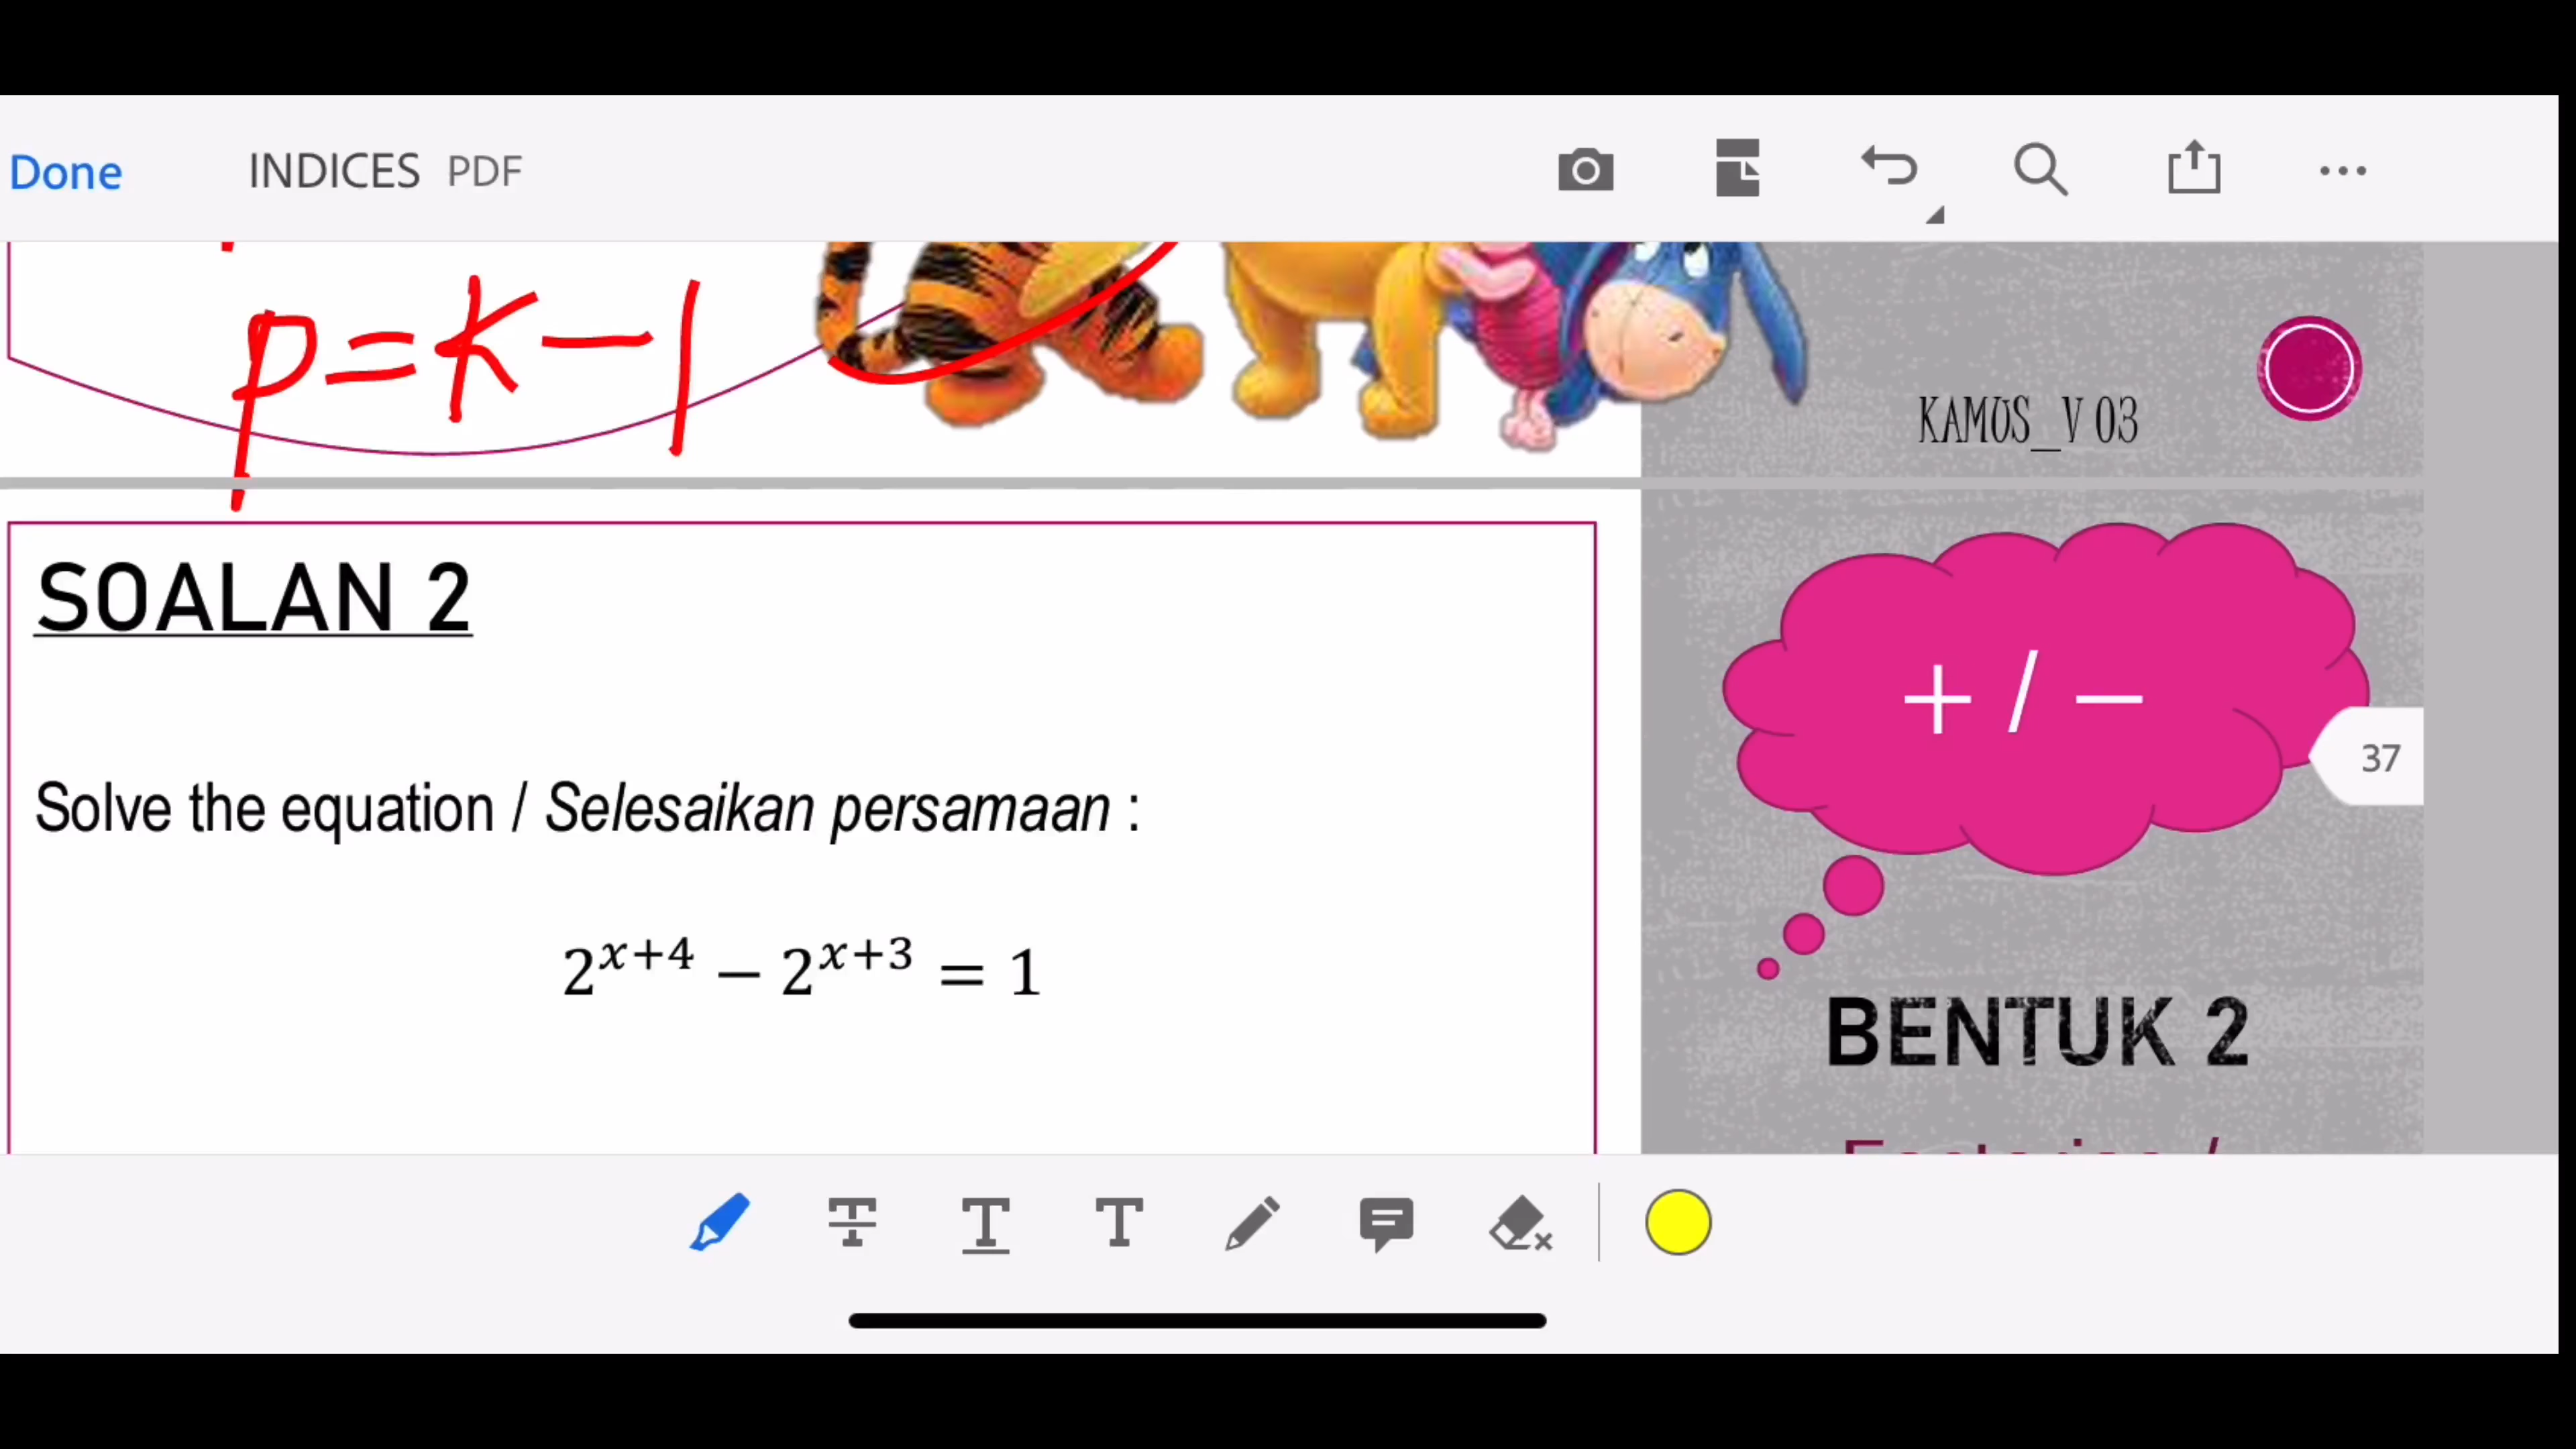 Done INDICES PDF
p=k-1
KAMUS_V 03
SOALAN 2
Solve the equation / Selesaikan persamaan :
2^{x+4} − 2^{x+3} = 1
+ / −
37
BENTUK 2